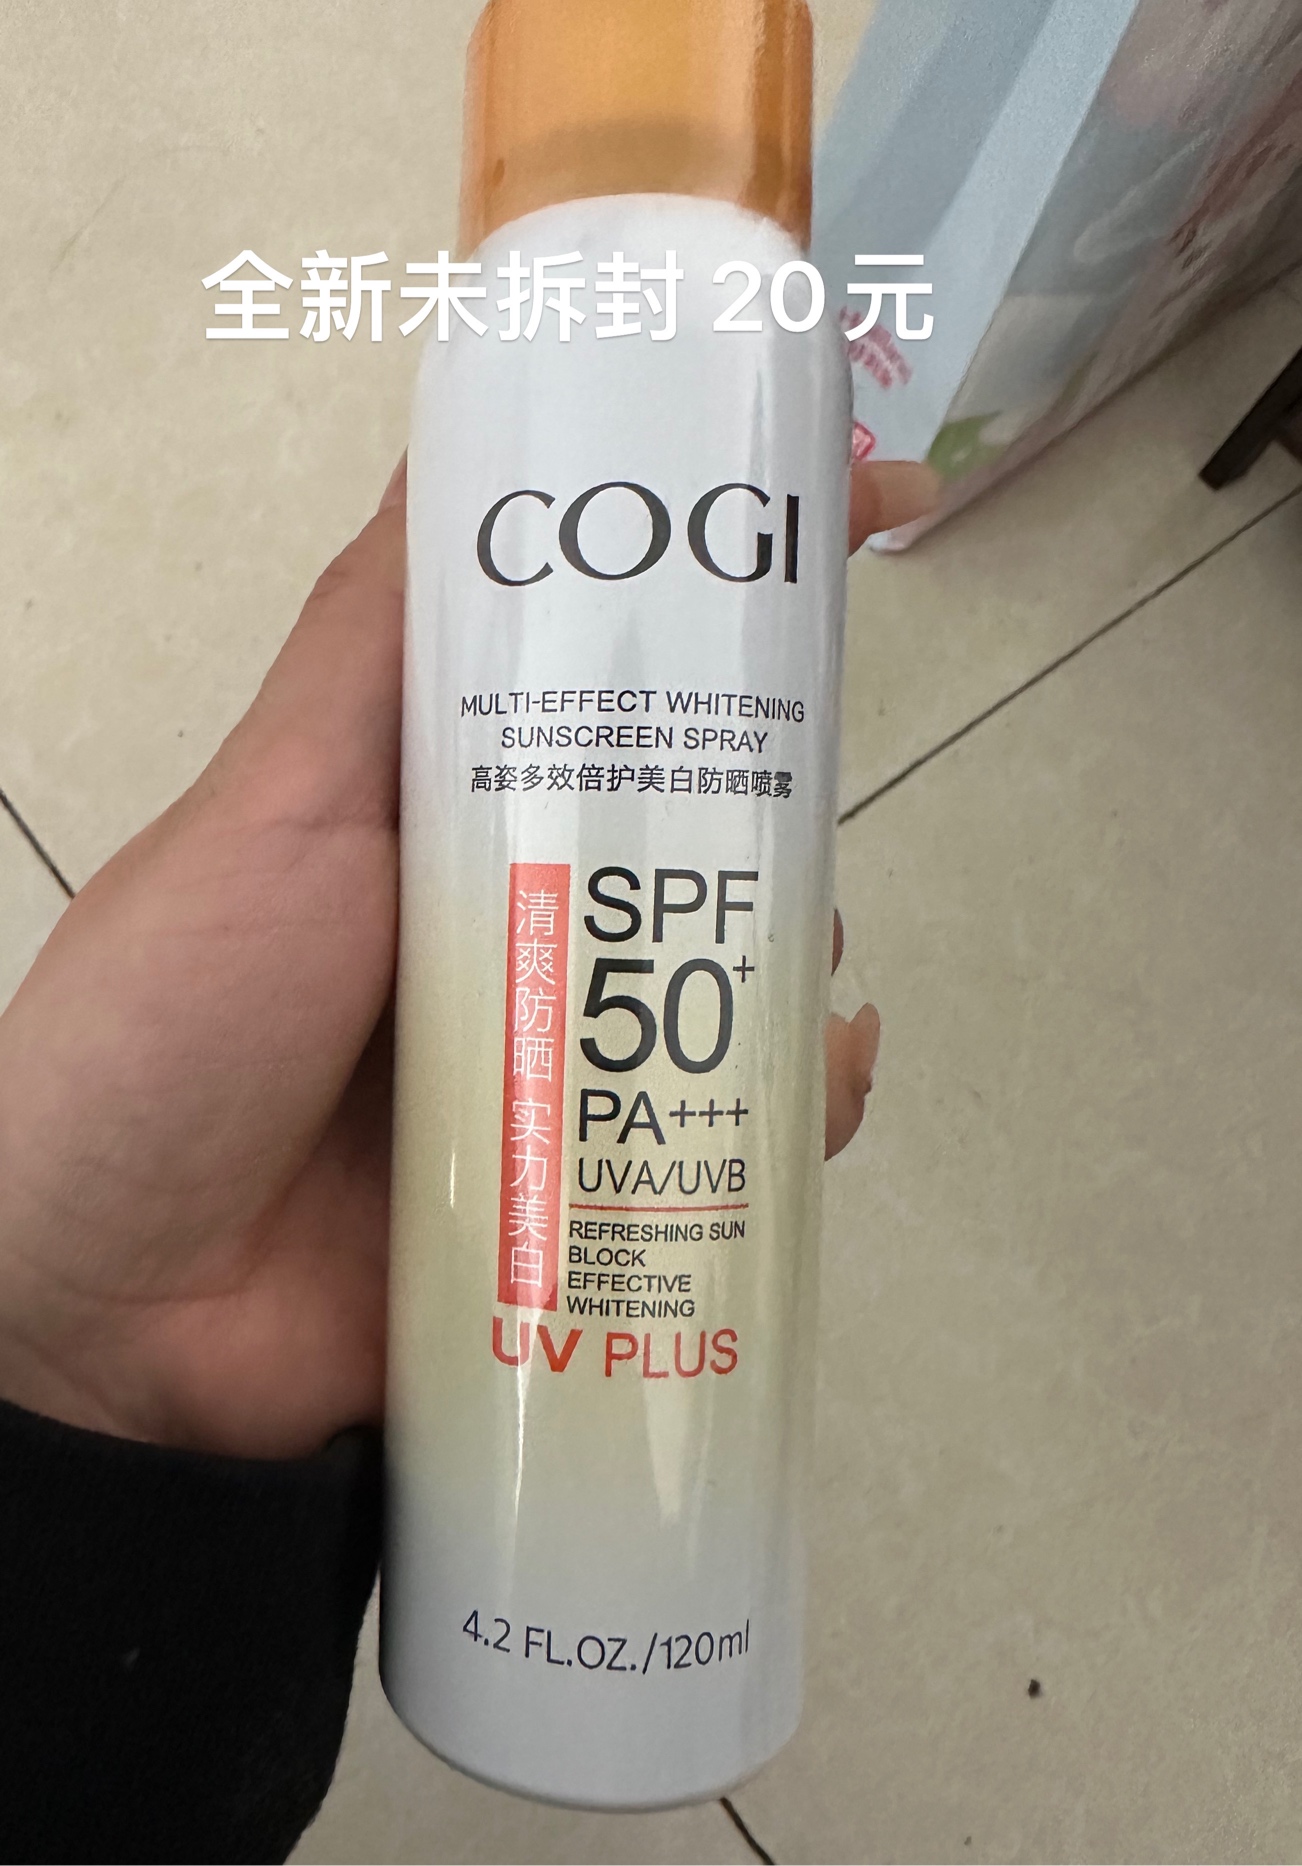 全新未拆封 20元
COGI
MULTI-EFFECT WHITENING
SUNSCREEN SPRAY
高姿多效倍护美白防晒喷雾
清爽防晒 实力美白
SPF
50+
PA+++
UVA/UVB
REFRESHING SUN
BLOCK
EFFECTIVE
WHITENING
UV PLUS
4.2 FL.OZ./120ml